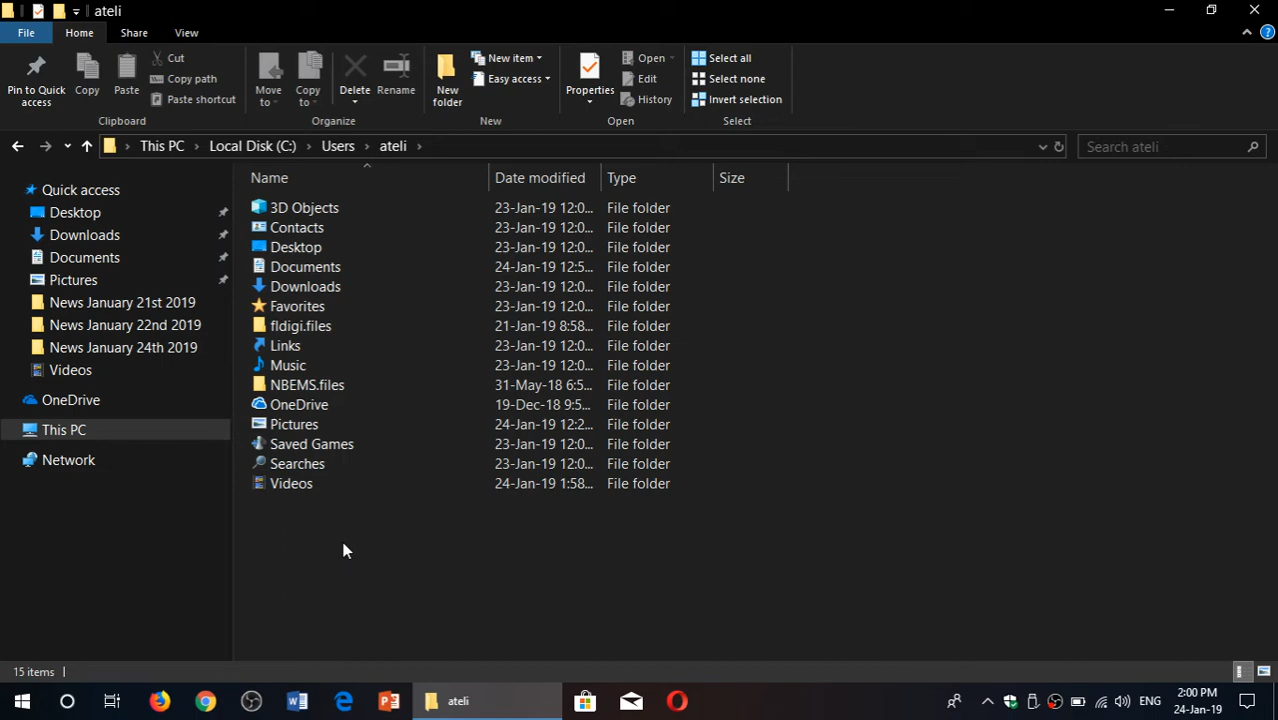 ateli
File Home Share View
Pin to Quick access
Copy
Paste
Cut
Copy path
Paste shortcut
Clipboard
Move to
Copy to
Delete
Rename
Organize
New folder
New item
Easy access
New
Properties
Open
Edit
History
Open
Select all
Select none
Invert selection
Select
This PC Local Disk (C:) Users ateli
Search ateli
Quick access
Desktop
Downloads
Documents
Pictures
News January 21st 2019
News January 22nd 2019
News January 24th 2019
Videos
OneDrive
This PC
Network
Name Date modified Type Size
3D Objects 23-Jan-19 12:0... File folder
Contacts 23-Jan-19 12:0... File folder
Desktop 23-Jan-19 12:0... File folder
Documents 24-Jan-19 12:5... File folder
Downloads 23-Jan-19 12:0... File folder
Favorites 23-Jan-19 12:0... File folder
fldigi.files 21-Jan-19 8:58... File folder
Links 23-Jan-19 12:0... File folder
Music 23-Jan-19 12:0... File folder
NBEMS.files 31-May-18 6:5... File folder
OneDrive 19-Dec-18 9:5... File folder
Pictures 24-Jan-19 12:2... File folder
Saved Games 23-Jan-19 12:0... File folder
Searches 23-Jan-19 12:0... File folder
Videos 24-Jan-19 1:58... File folder
15 items
ateli
ENG
2:00 PM
24-Jan-19